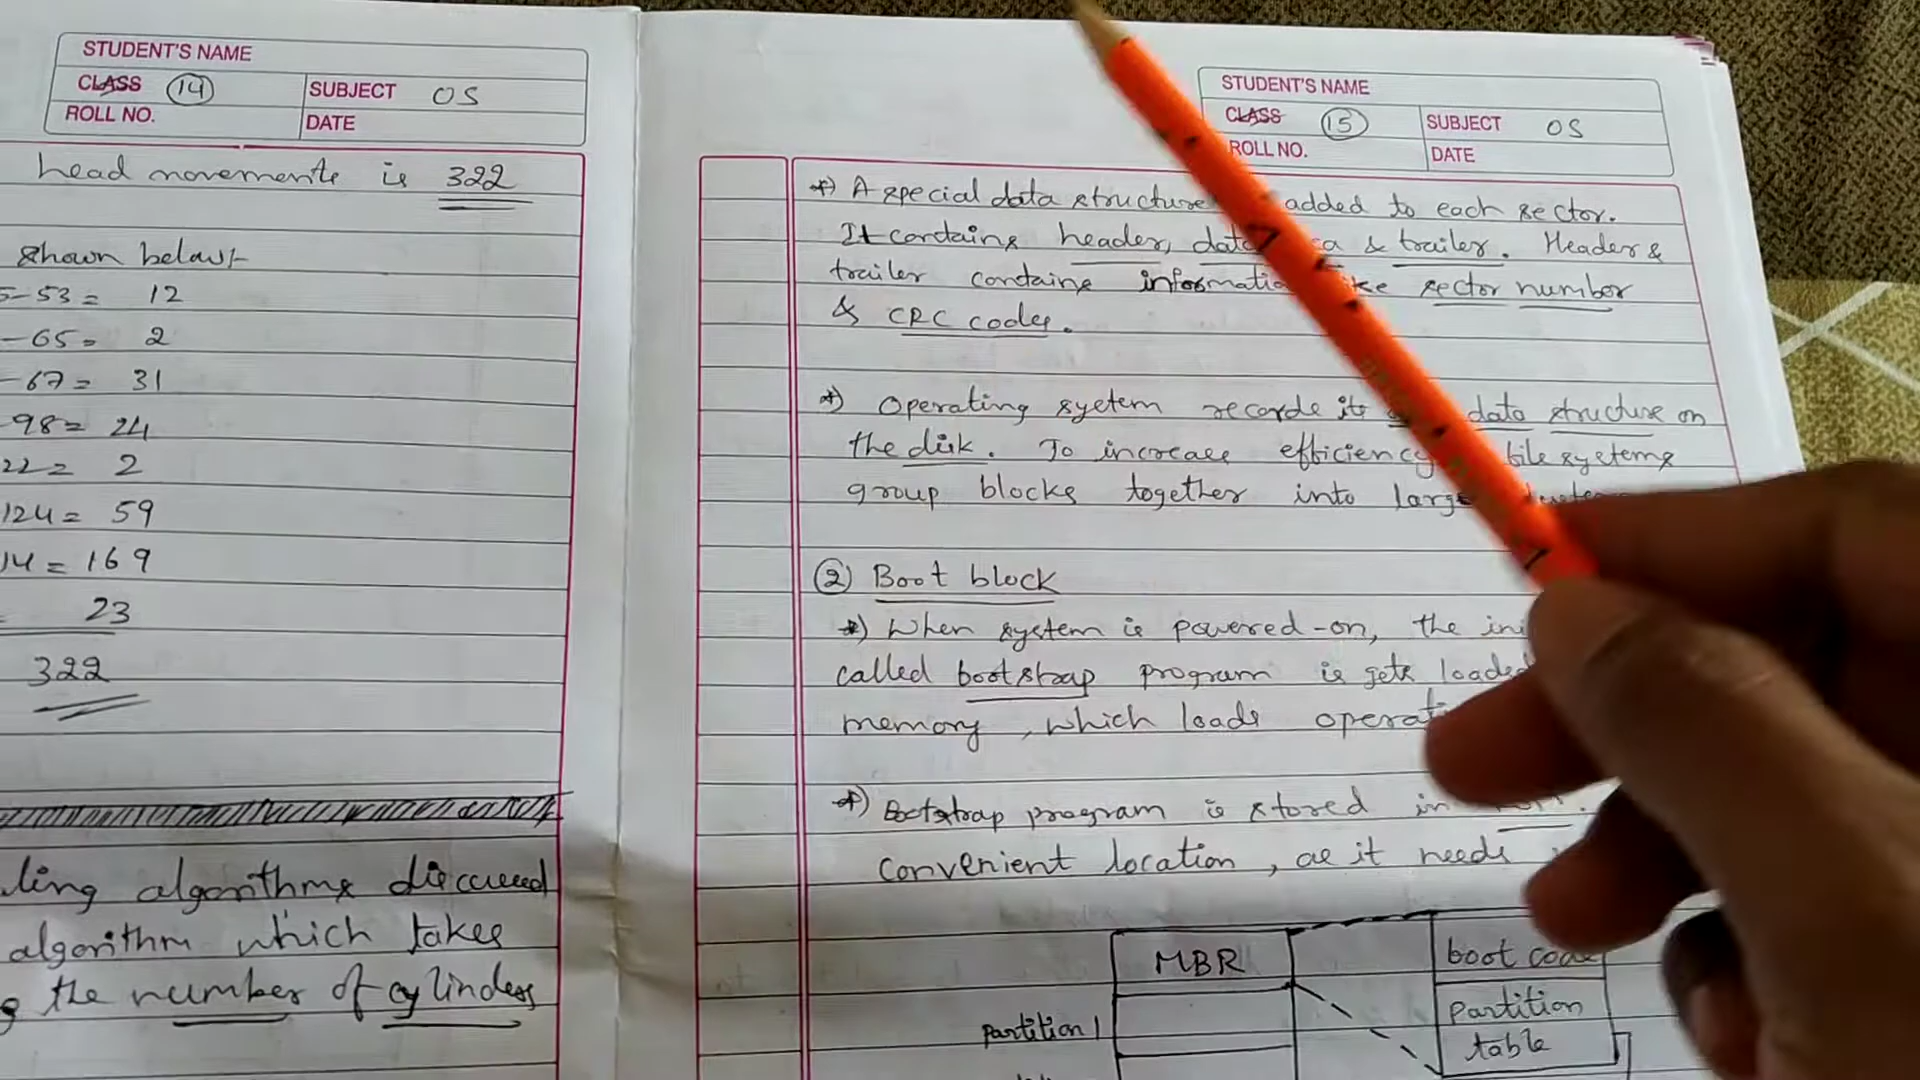 STUDENT'S NAME
CLASS 14 SUBJECT OS
ROLL NO. DATE
head movements is 322
shown below:-
5-53 = 12
-65 = 2
-67 = 31
-98 = 24
22 = 2
124 = 59
14 = 169
= 23
322
algorithms discussed
algorithm which takes
the number of cylinders
STUDENT'S NAME
CLASS 15 SUBJECT OS
ROLL NO. DATE
*) A special data structure added to each sector.
It contains header, data & trailer. Header &
trailer contains sector number
& CRC codes.
*) Operating system records its data structure on
the disk. To increase efficiency file systems
group blocks together into
② Boot block
*) When system is powered-on, the
called bootstrap program is gets
memory, which loads
*) Bootstrap program is stored in
convenient location, as it needs
MBR
boot code
partition
table
partition 1